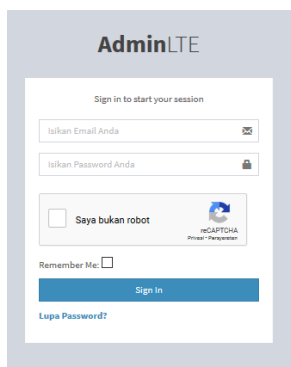 AdminLTE
Sign in to start your session
Isikan Email Anda
Isikan Password Anda
Saya bukan robot
reCAPTCHA
Privasi - Persyaratan
Remember Me:
Sign In
Lupa Password?